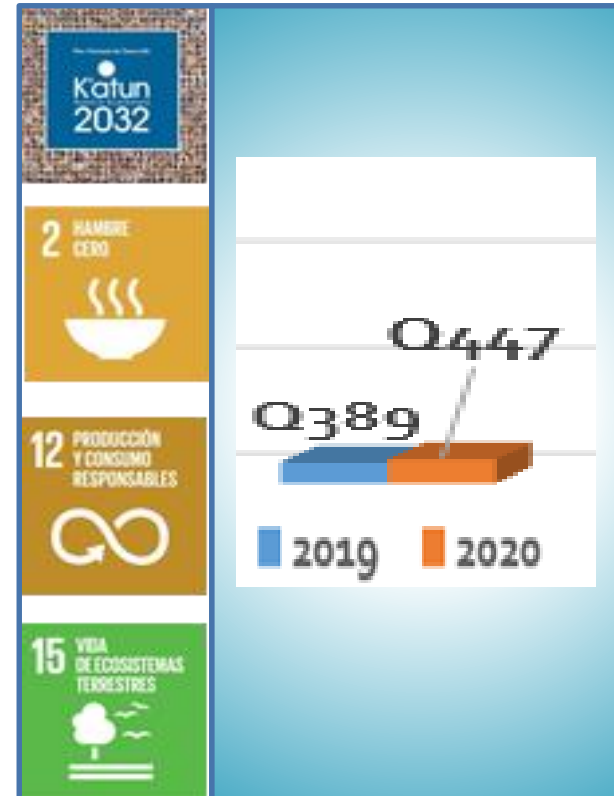 K'atun
2032
2 HAMBRE
CERO
12 PRODUCCIÓN
Y CONSUMO
RESPONSABLES
15 VIDA
DE ECOSISTEMAS
TERRESTRES
Q447
Q389
2019 2020